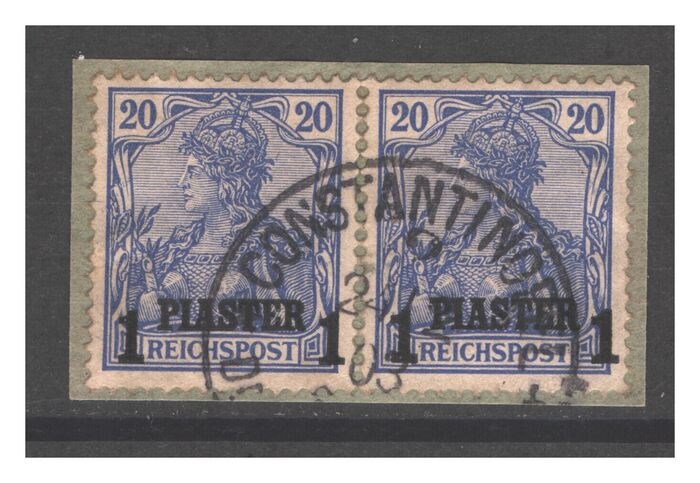 20 20 20 20
CONSTANTINOP
1 PIASTER 1 1 PIASTER 1
REICHSPOST REICHSPOST